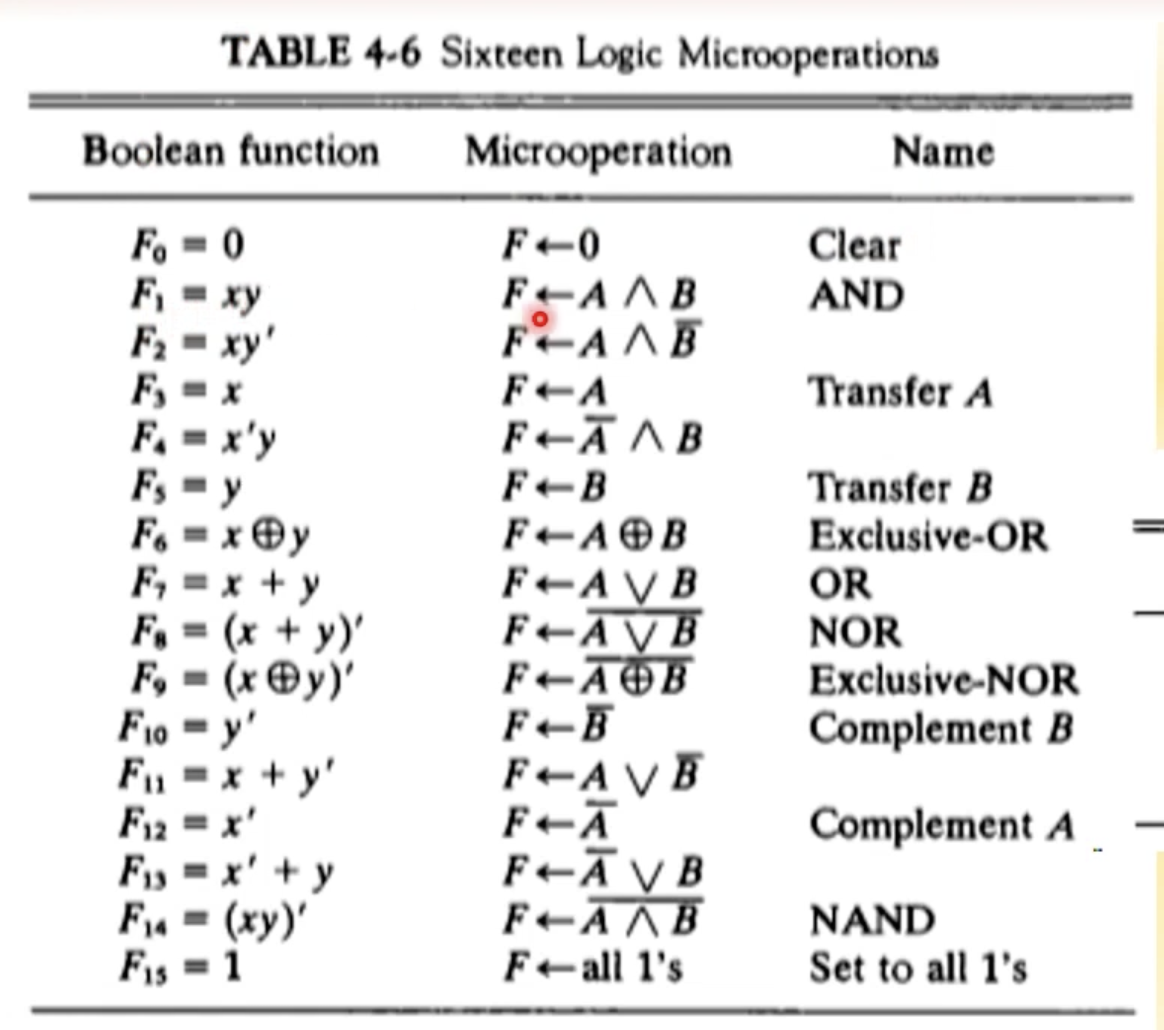 TABLE 4-6 Sixteen Logic Microoperations
Boolean function Microoperation Name
F₀ = 0 F←0 Clear
F₁ = xy F←A ∧ B AND
F₂ = xy' F←A ∧ B̅
F₃ = x F←A Transfer A
F₄ = x'y F←A̅ ∧ B
F₅ = y F←B Transfer B
F₆ = x ⊕ y F←A ⊕ B Exclusive-OR
F₇ = x + y F←A ∨ B OR
F₈ = (x + y)' F←A̅ ̅∨̅ ̅B̅ NOR
F₉ = (x ⊕ y)' F←A̅ ̅⊕̅ ̅B̅ Exclusive-NOR
F₁₀ = y' F←B̅ Complement B
F₁₁ = x + y' F←A ∨ B̅
F₁₂ = x' F←A̅ Complement A
F₁₃ = x' + y F←A̅ ∨ B
F₁₄ = (xy)' F←A̅ ̅∧̅ ̅B̅ NAND
F₁₅ = 1 F←all 1's Set to all 1's